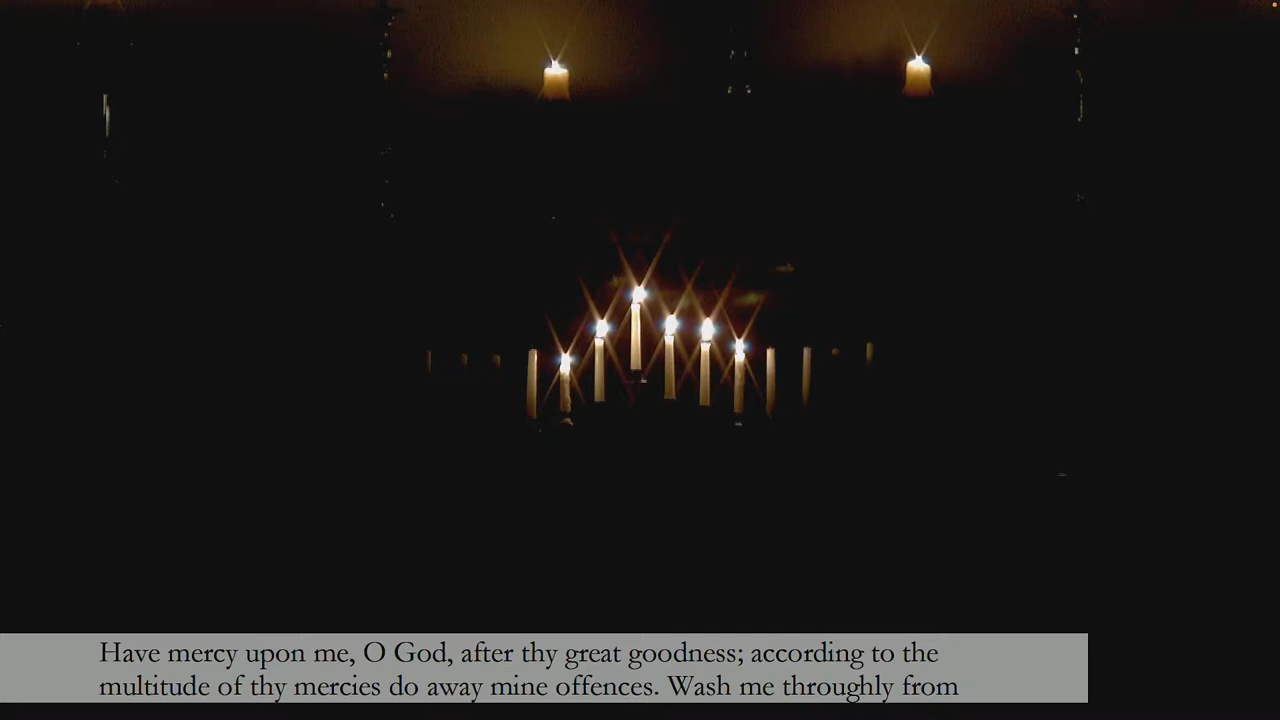 Have mercy upon me, O God, after thy great goodness; according to the
multitude of thy mercies do away mine offences. Wash me throughly from